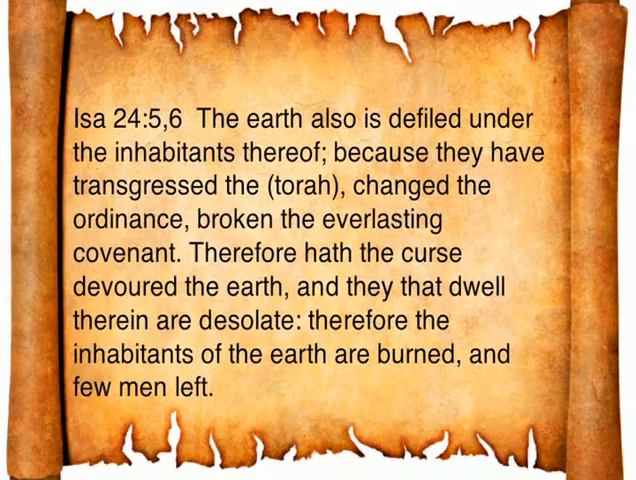 Isa 24:5,6  The earth also is defiled under
the inhabitants thereof; because they have
transgressed the (torah), changed the
ordinance, broken the everlasting
covenant. Therefore hath the curse
devoured the earth, and they that dwell
therein are desolate: therefore the
inhabitants of the earth are burned, and
few men left.